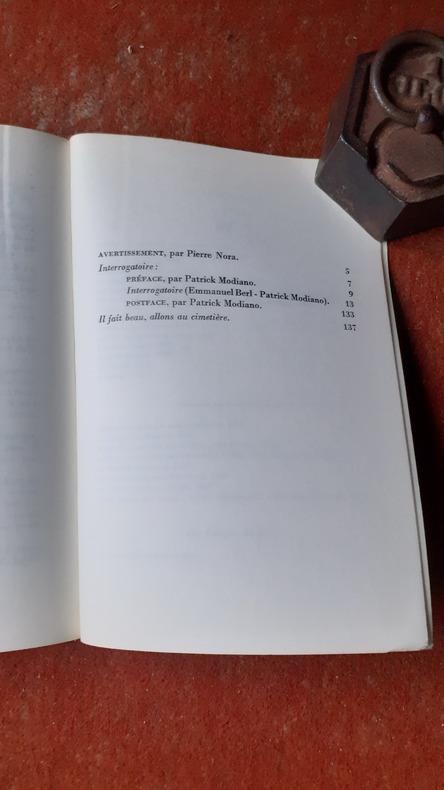 AVERTISSEMENT, par Pierre Nora. 5
Interrogatoire : 7
PRÉFACE, par Patrick Modiano. 9
Interrogatoire (Emmanuel Berl - Patrick Modiano). 13
POSTFACE, par Patrick Modiano. 133
Il fait beau, allons au cimetière. 137